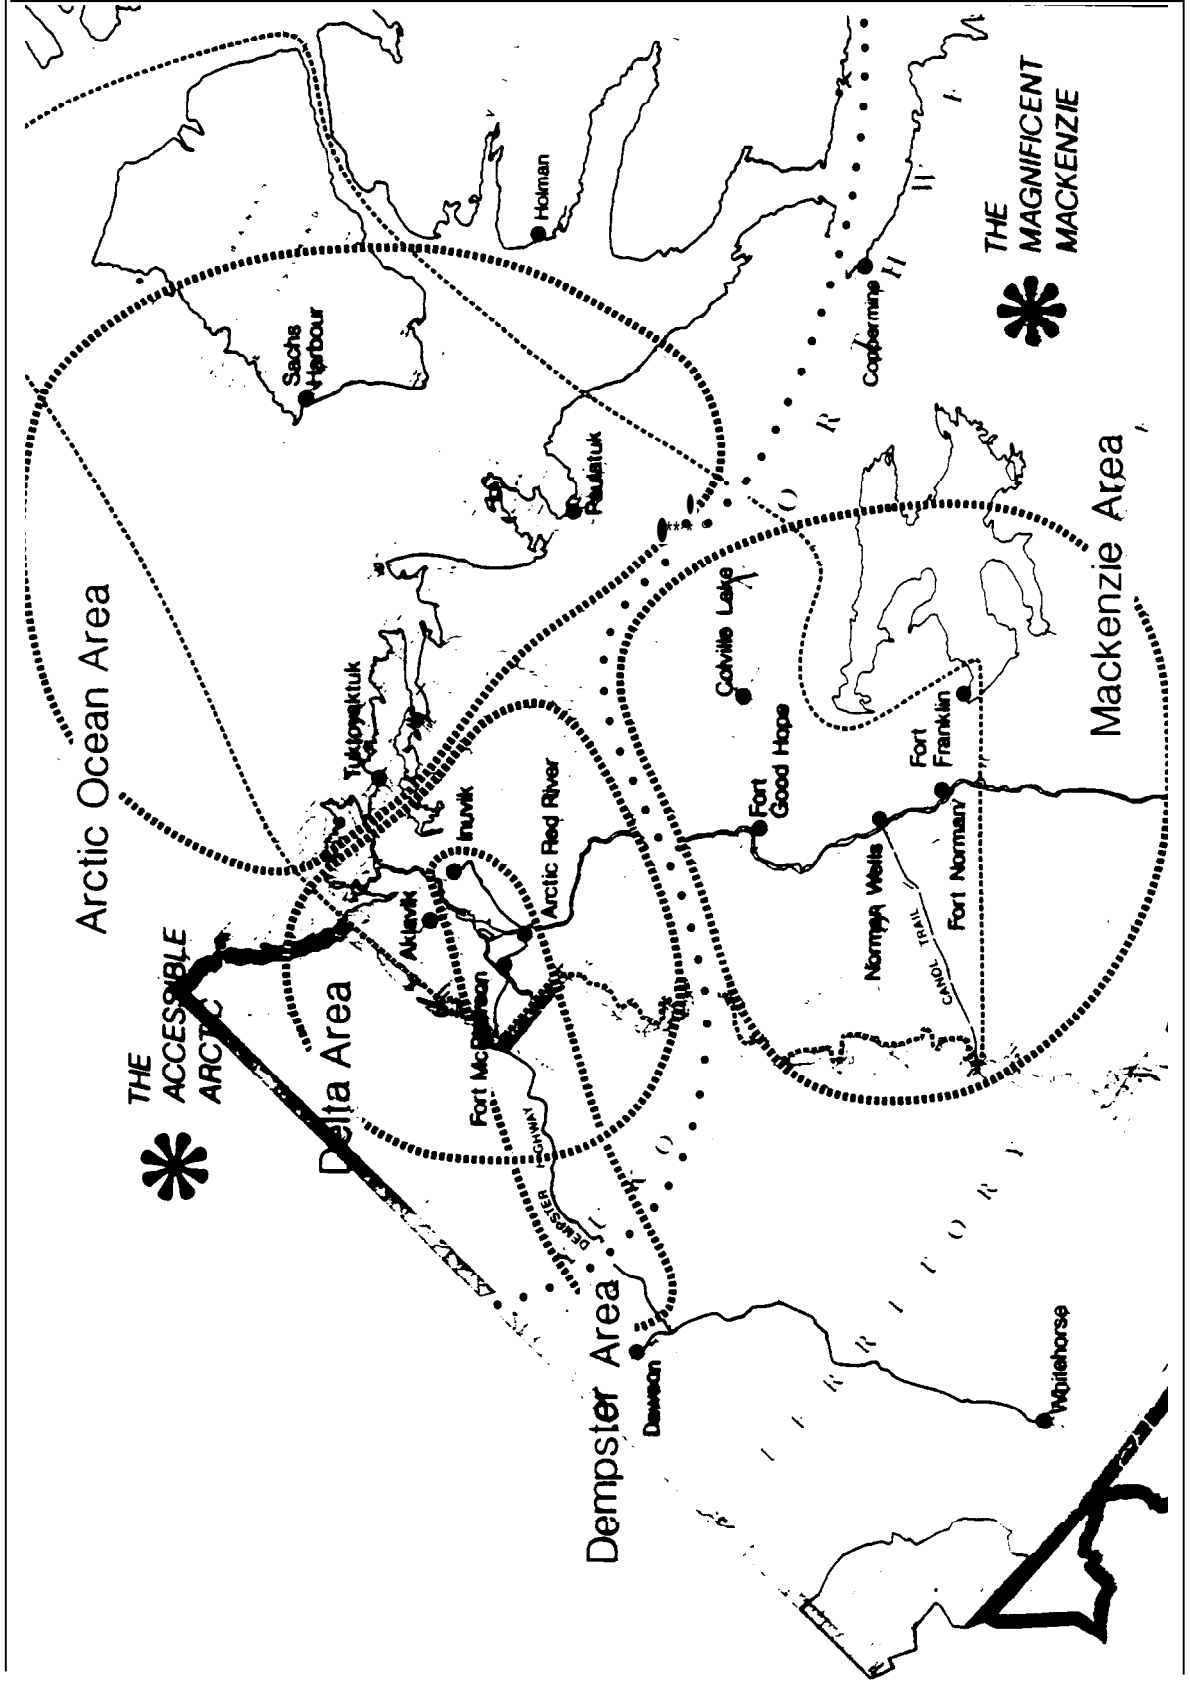 THE
ACCESSIBLE
ARCTIC
Arctic Ocean Area
Delta Area
Dempster Area
Mackenzie Area
THE
MAGNIFICENT
MACKENZIE
Sachs
Harbour
Holman
Paulatuk
Coppermine
Tuktoyaktuk
Inuvik
Aklavik
Arctic Red River
Fort McPherson
DEMPSTER HIGHWAY
Dawson
Whitehorse
Colville Lake
Fort
Good Hope
Fort
Franklin
Norman Wells
Fort Norman
CANOL TRAIL